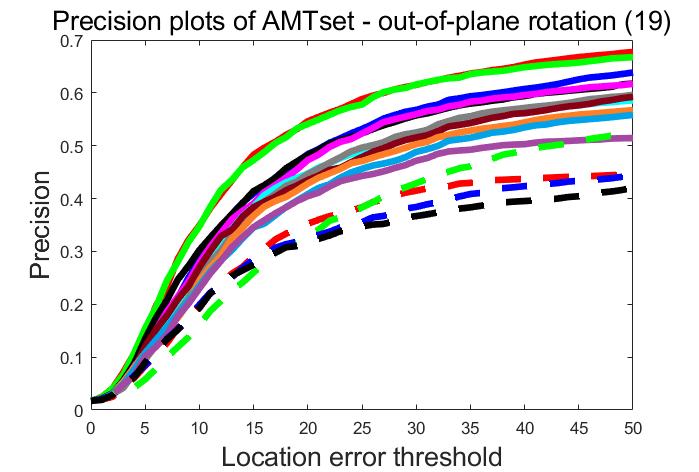 Precision plots of AMTset - out-of-plane rotation (19)
0.7
0.6
0.5
0.4
0.3
0.2
0.1
0
Precision
0 5 10 15 20 25 30 35 40 45 50
Location error threshold